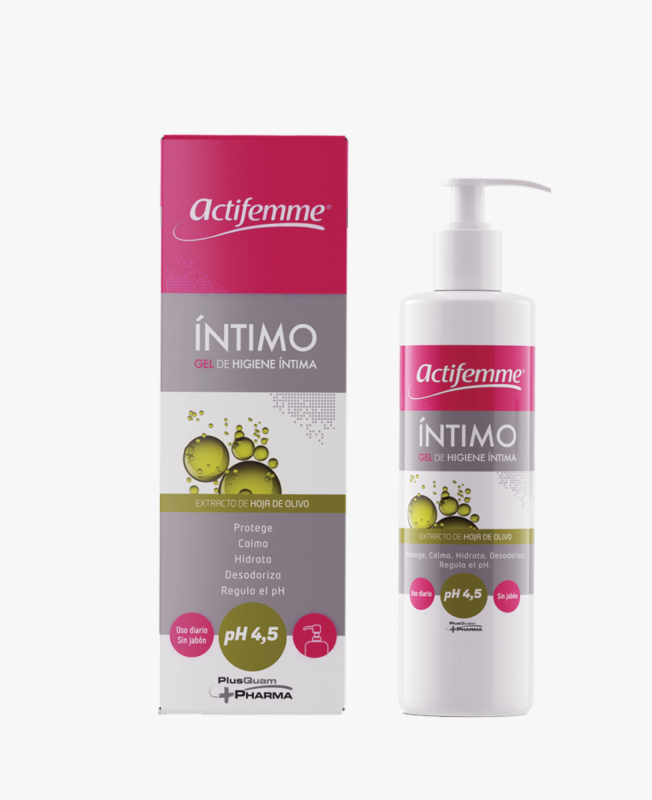 actifemme®
ÍNTIMO
GEL DE HIGIENE ÍNTIMA
EXTRACTO DE HOJA DE OLIVO
Protege
Calma
Hidrata
Desodoriza
Regula el pH
Uso diario
Sin jabón
pH 4,5
PlusQuam
PHARMA
actifemme®
ÍNTIMO
GEL DE HIGIENE ÍNTIMA
EXTRACTO DE HOJA DE OLIVO
Protege, Calma, Hidrata, Desodoriza,
Regula el pH.
Uso diario
pH 4,5
Sin jabón
PlusQuam
PHARMA